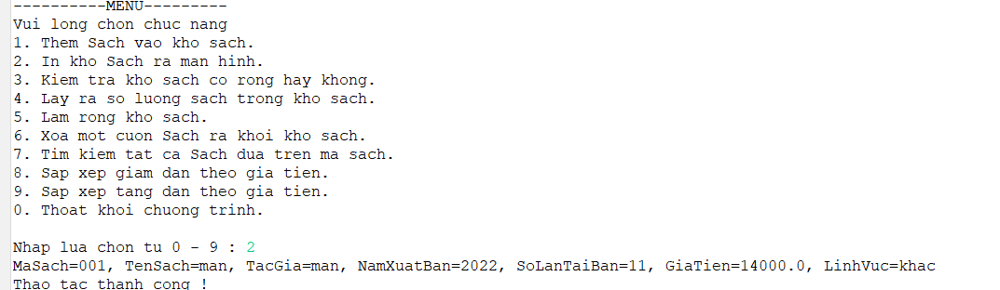 ----------MENU---------
Vui long chon chuc nang
1. Them Sach vao kho sach.
2. In kho Sach ra man hinh.
3. Kiem tra kho sach co rong hay khong.
4. Lay ra so luong sach trong kho sach.
5. Lam rong kho sach.
6. Xoa mot cuon Sach ra khoi kho sach.
7. Tim kiem tat ca Sach dua tren ma sach.
8. Sap xep giam dan theo gia tien.
9. Sap xep tang dan theo gia tien.
0. Thoat khoi chuong trinh.
Nhap lua chon tu 0 - 9 : 2
MaSach=001, TenSach=man, TacGia=man, NamXuatBan=2022, SoLanTaiBan=11, GiaTien=14000.0, LinhVuc=khac
Thao tac thanh cong !